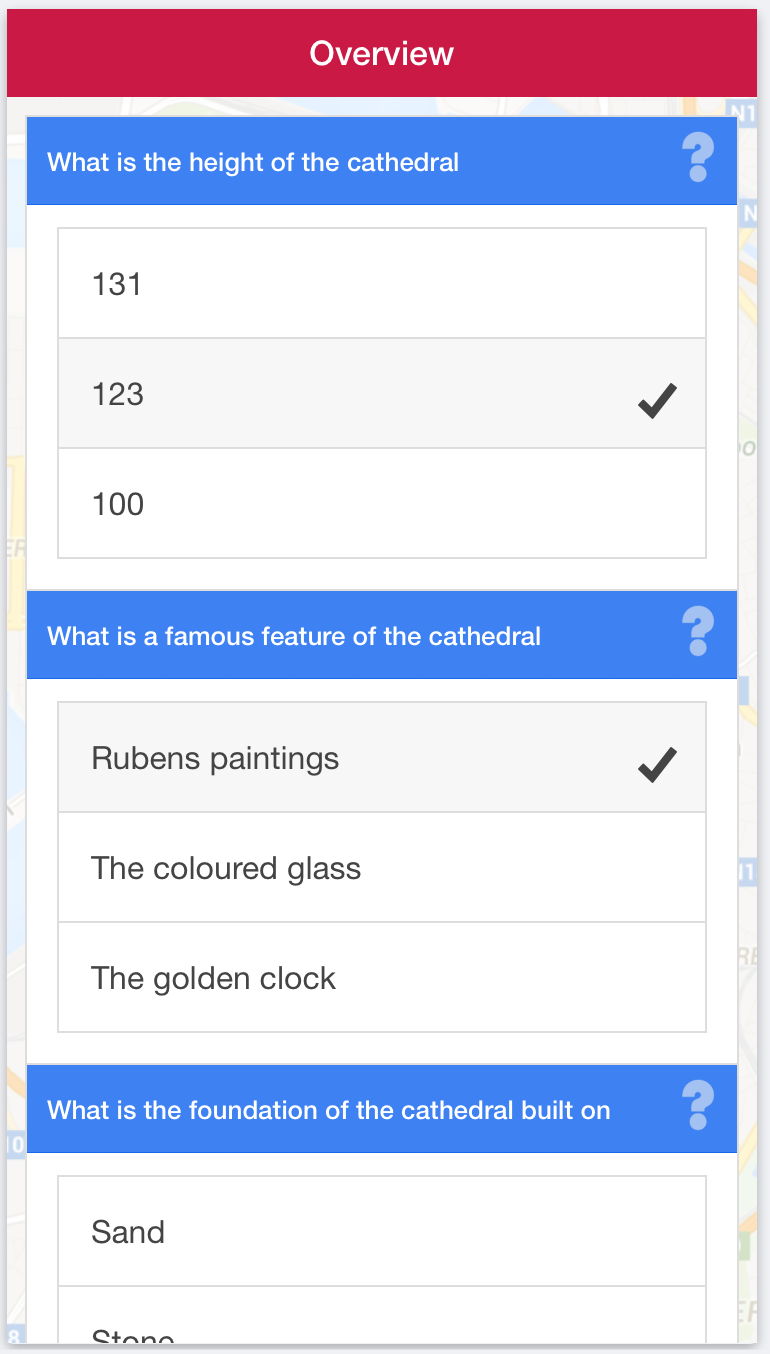 Overview
What is the height of the cathedral
?
131
123
100
What is a famous feature of the cathedral
?
Rubens paintings
The coloured glass
The golden clock
What is the foundation of the cathedral built on
?
Sand
Stone